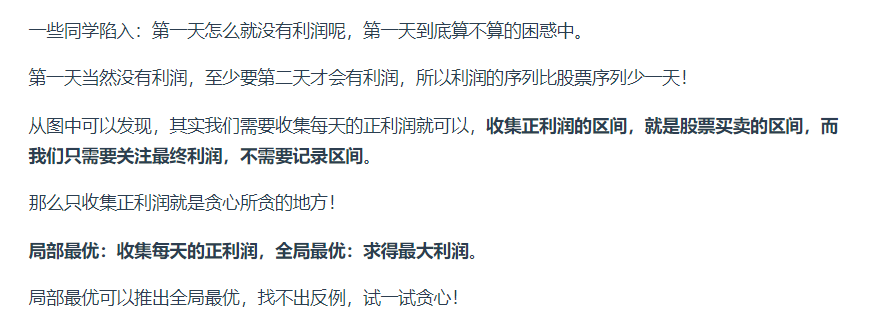 一些同学陷入：第一天怎么就没有利润呢，第一天到底算不算的困惑中。
第一天当然没有利润，至少要第二天才会有利润，所以利润的序列比股票序列少一天！
从图中可以发现，其实我们需要收集每天的正利润就可以，收集正利润的区间，就是股票买卖的区间，而
我们只需要关注最终利润，不需要记录区间。
那么只收集正利润就是贪心所贪的地方！
局部最优：收集每天的正利润，全局最优：求得最大利润。
局部最优可以推出全局最优，找不出反例，试一试贪心！